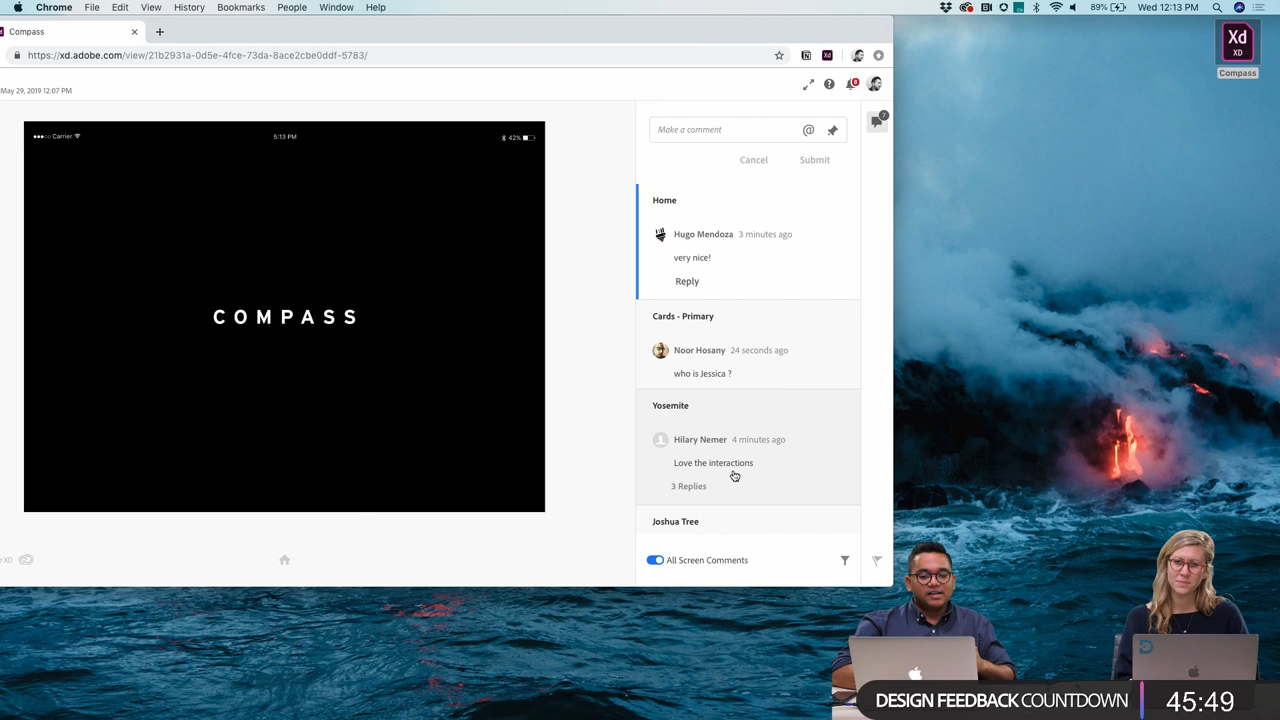 Chrome File Edit View History Bookmarks People Window Help
89% Wed 12:13 PM
Compass
https://xd.adobe.com/view/21b2931a-0d5e-4fce-73da-8ace2cbe0ddf-5783/
Xd
XD
Compass
May 29, 2019 12:07 PM
8
Carrier 5:13 PM 42%
COMPASS
Make a comment @
7
Cancel Submit
Home
Hugo Mendoza 3 minutes ago
very nice!
Reply
Cards - Primary
Noor Hosany 24 seconds ago
who is Jessica ?
Yosemite
Hilary Nemer 4 minutes ago
Love the interactions
3 Replies
Joshua Tree
XD
All Screen Comments
DESIGN FEEDBACK COUNTDOWN 45:49